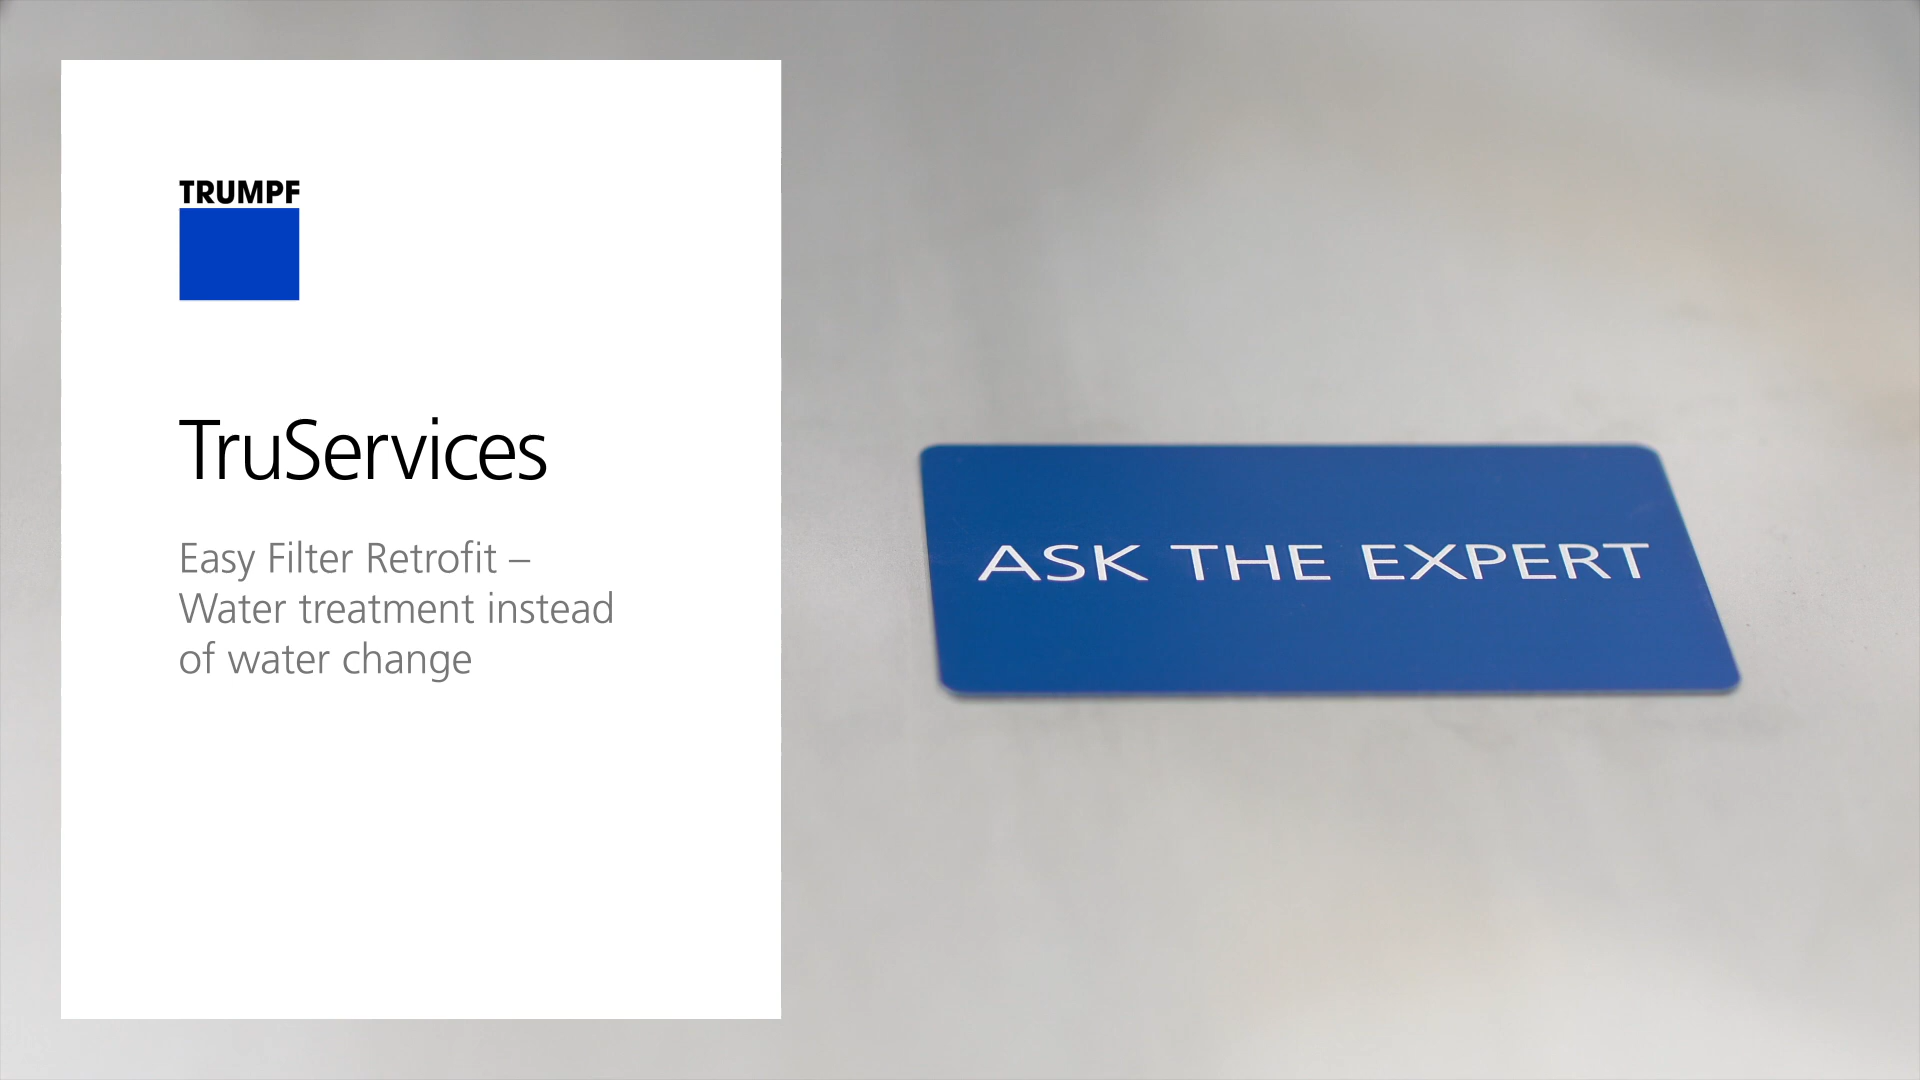 TRUMPF
TruServices
Easy Filter Retrofit –
Water treatment instead
of water change
ASK THE EXPERT